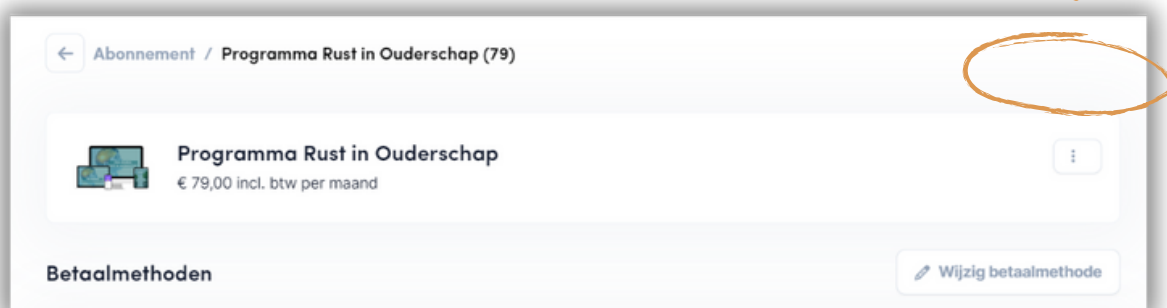 Abonnement / Programma Rust in Ouderschap (79)
Programma Rust in Ouderschap
€ 79,00 incl. btw per maand
Betaalmethoden
Wijzig betaalmethode